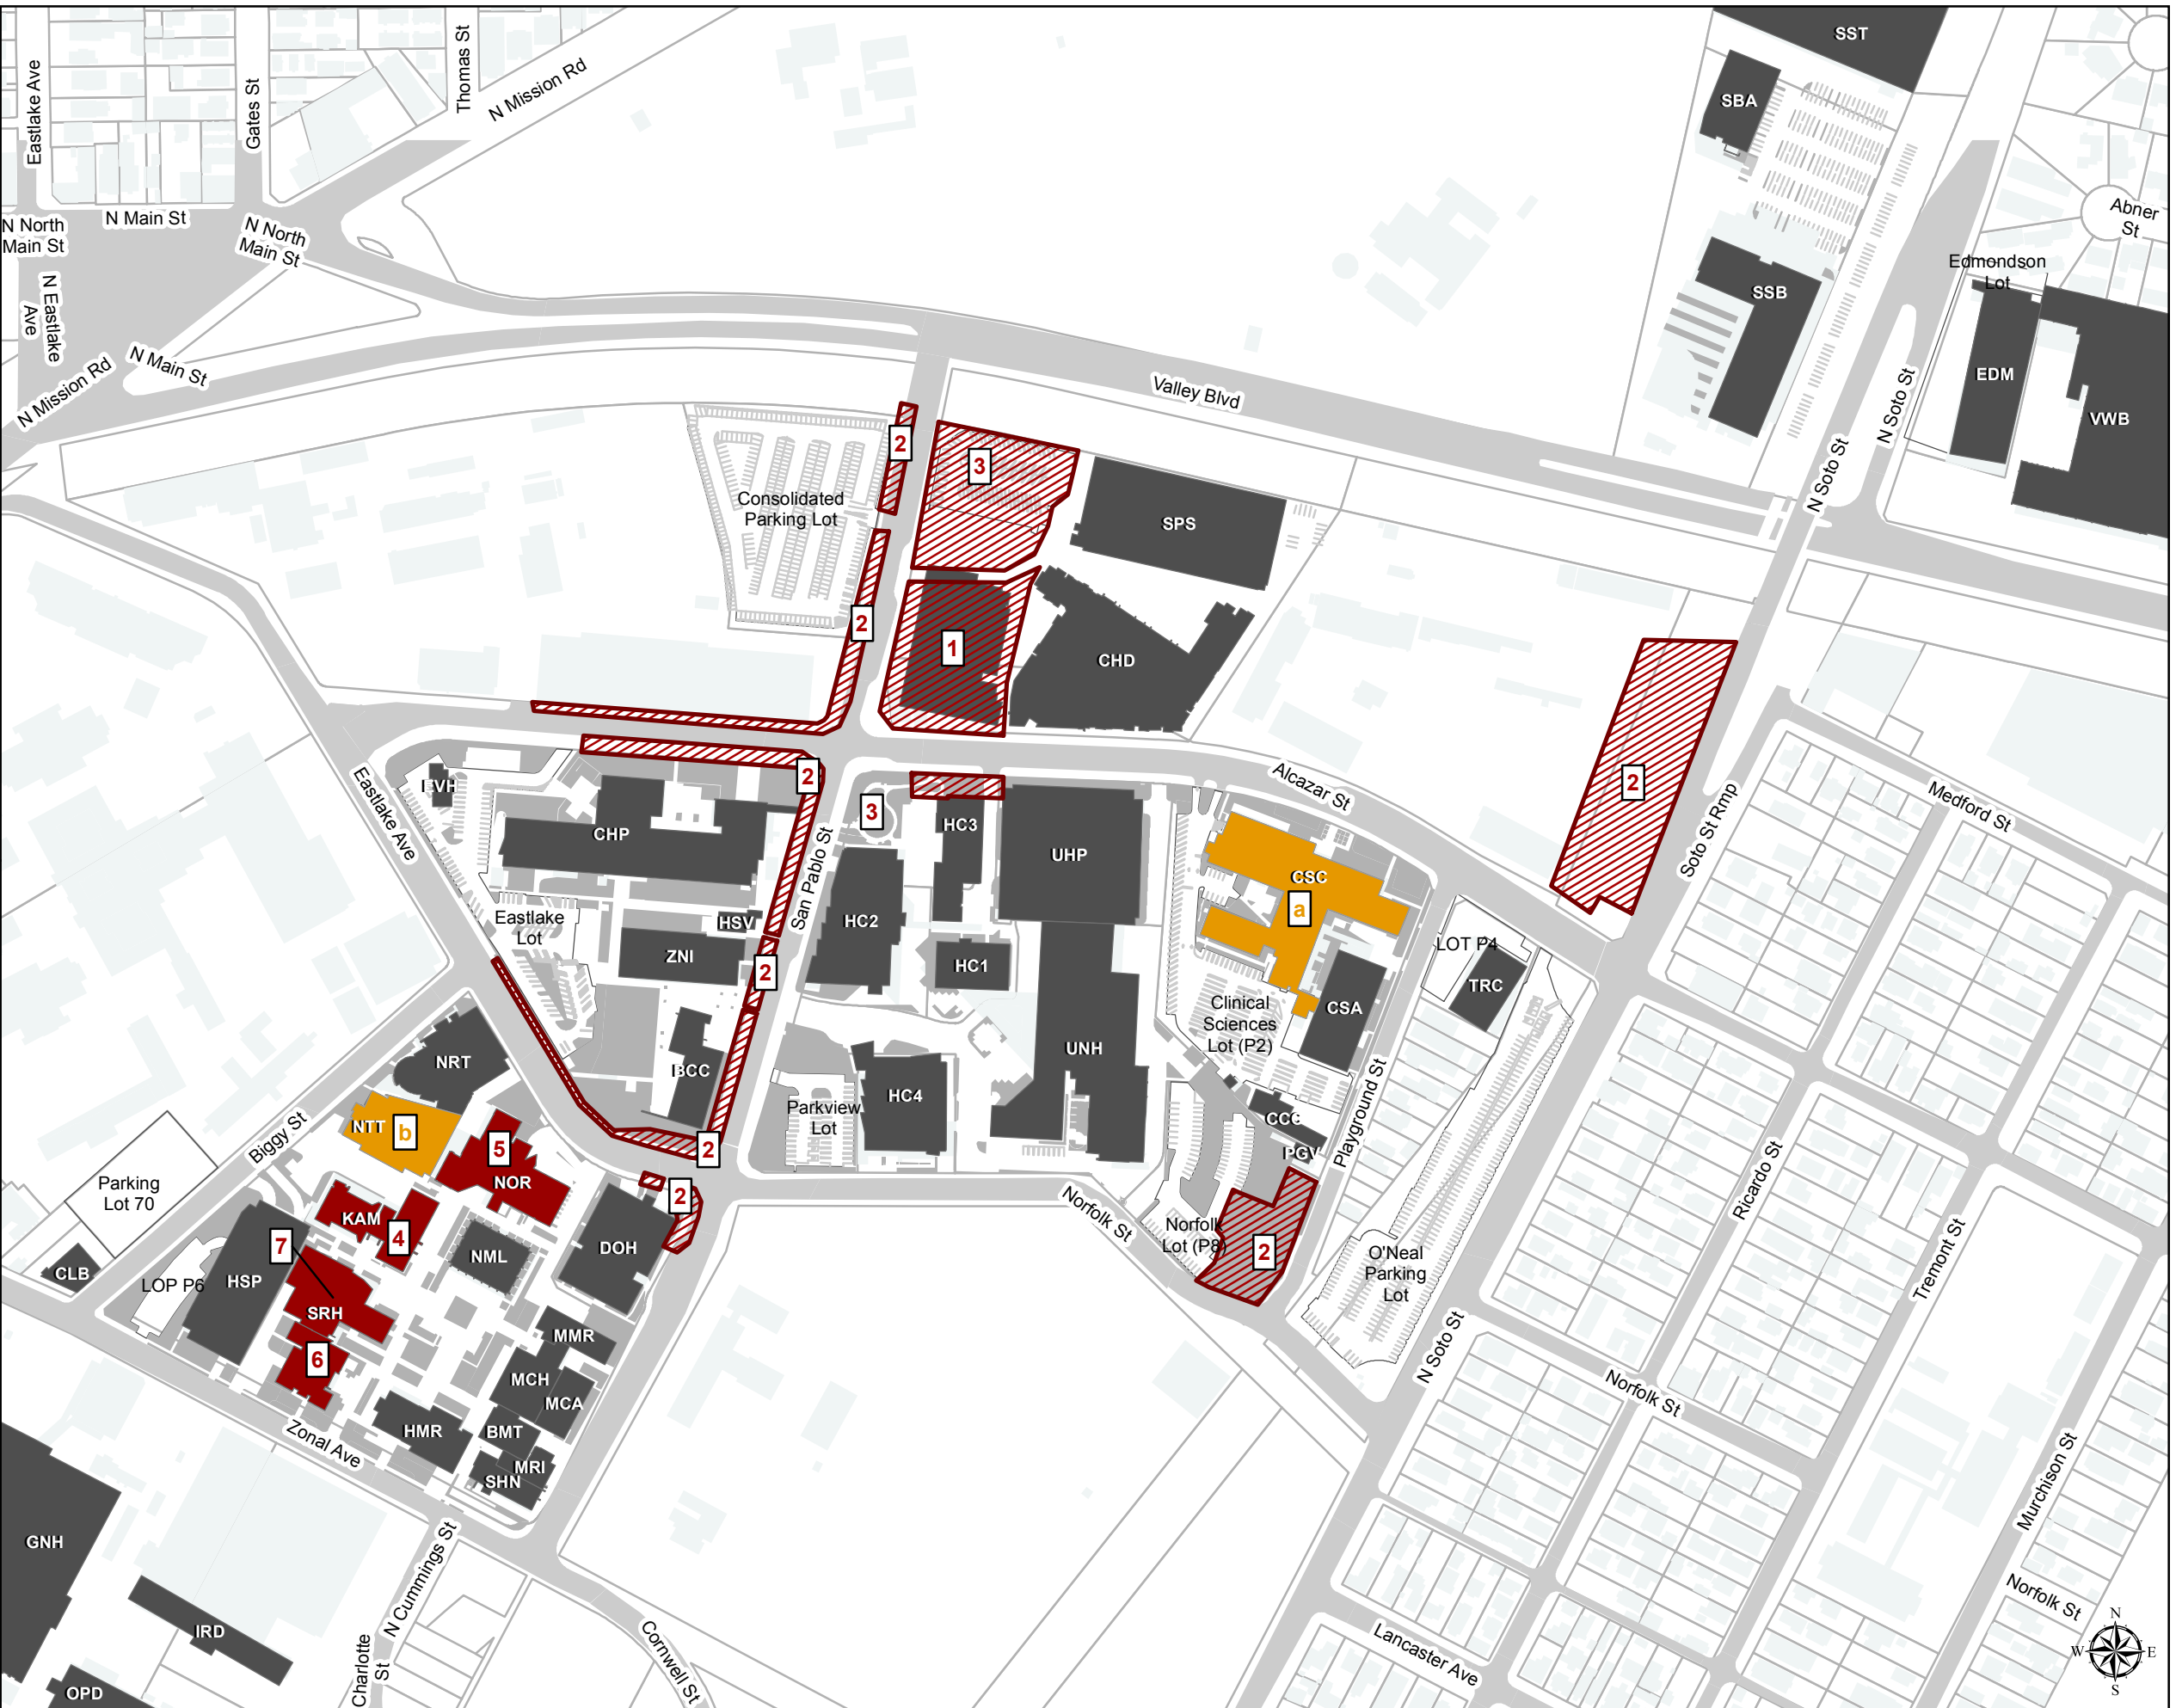 Eastlake Ave
Gates St
Thomas St
N Mission Rd
SST
SBA
N North
Main St
N Main St
N North
Main St
Abner
St
N Eastlake
Ave
Edmondson
Lot
SSB
N Mission Rd
N Main St
Valley Blvd
EDM
VWB
N Soto St
N Soto St
2
3
Consolidated
Parking Lot
SPS
2
1
CHD
2
2
Alcazar St
Medford St
Eastlake Ave
3
CHP
HC3
UHP
Soto St Rmp
San Pablo St
CSC
a
Eastlake
Lot
HSV
HC2
LOT P4
ZNI
2
HC1
TRC
Clinical
Sciences
Lot (P2)
CSA
NRT
UNH
BCC
HC4
Parkview
Lot
Playground St
CCC
PGV
Biggy St
NTT
b
5
2
NOR
Ricardo St
Parking
Lot 70
2
KAM
4
Norfolk St
Norfolk
Lot (P8)
2
7
NML
DOH
O'Neal
Parking
Lot
Tremont St
CLB
LOP P6
HSP
SRH
MMR
6
N Soto St
MCH
MCA
Norfolk St
HMR
BMT
Zonal Ave
MRI
SHN
Murchison St
GNH
N Cummings St
Norfolk St
IRD
Charlotte
St
Cornwell St
Lancaster Ave
OPD
N
W
E
S